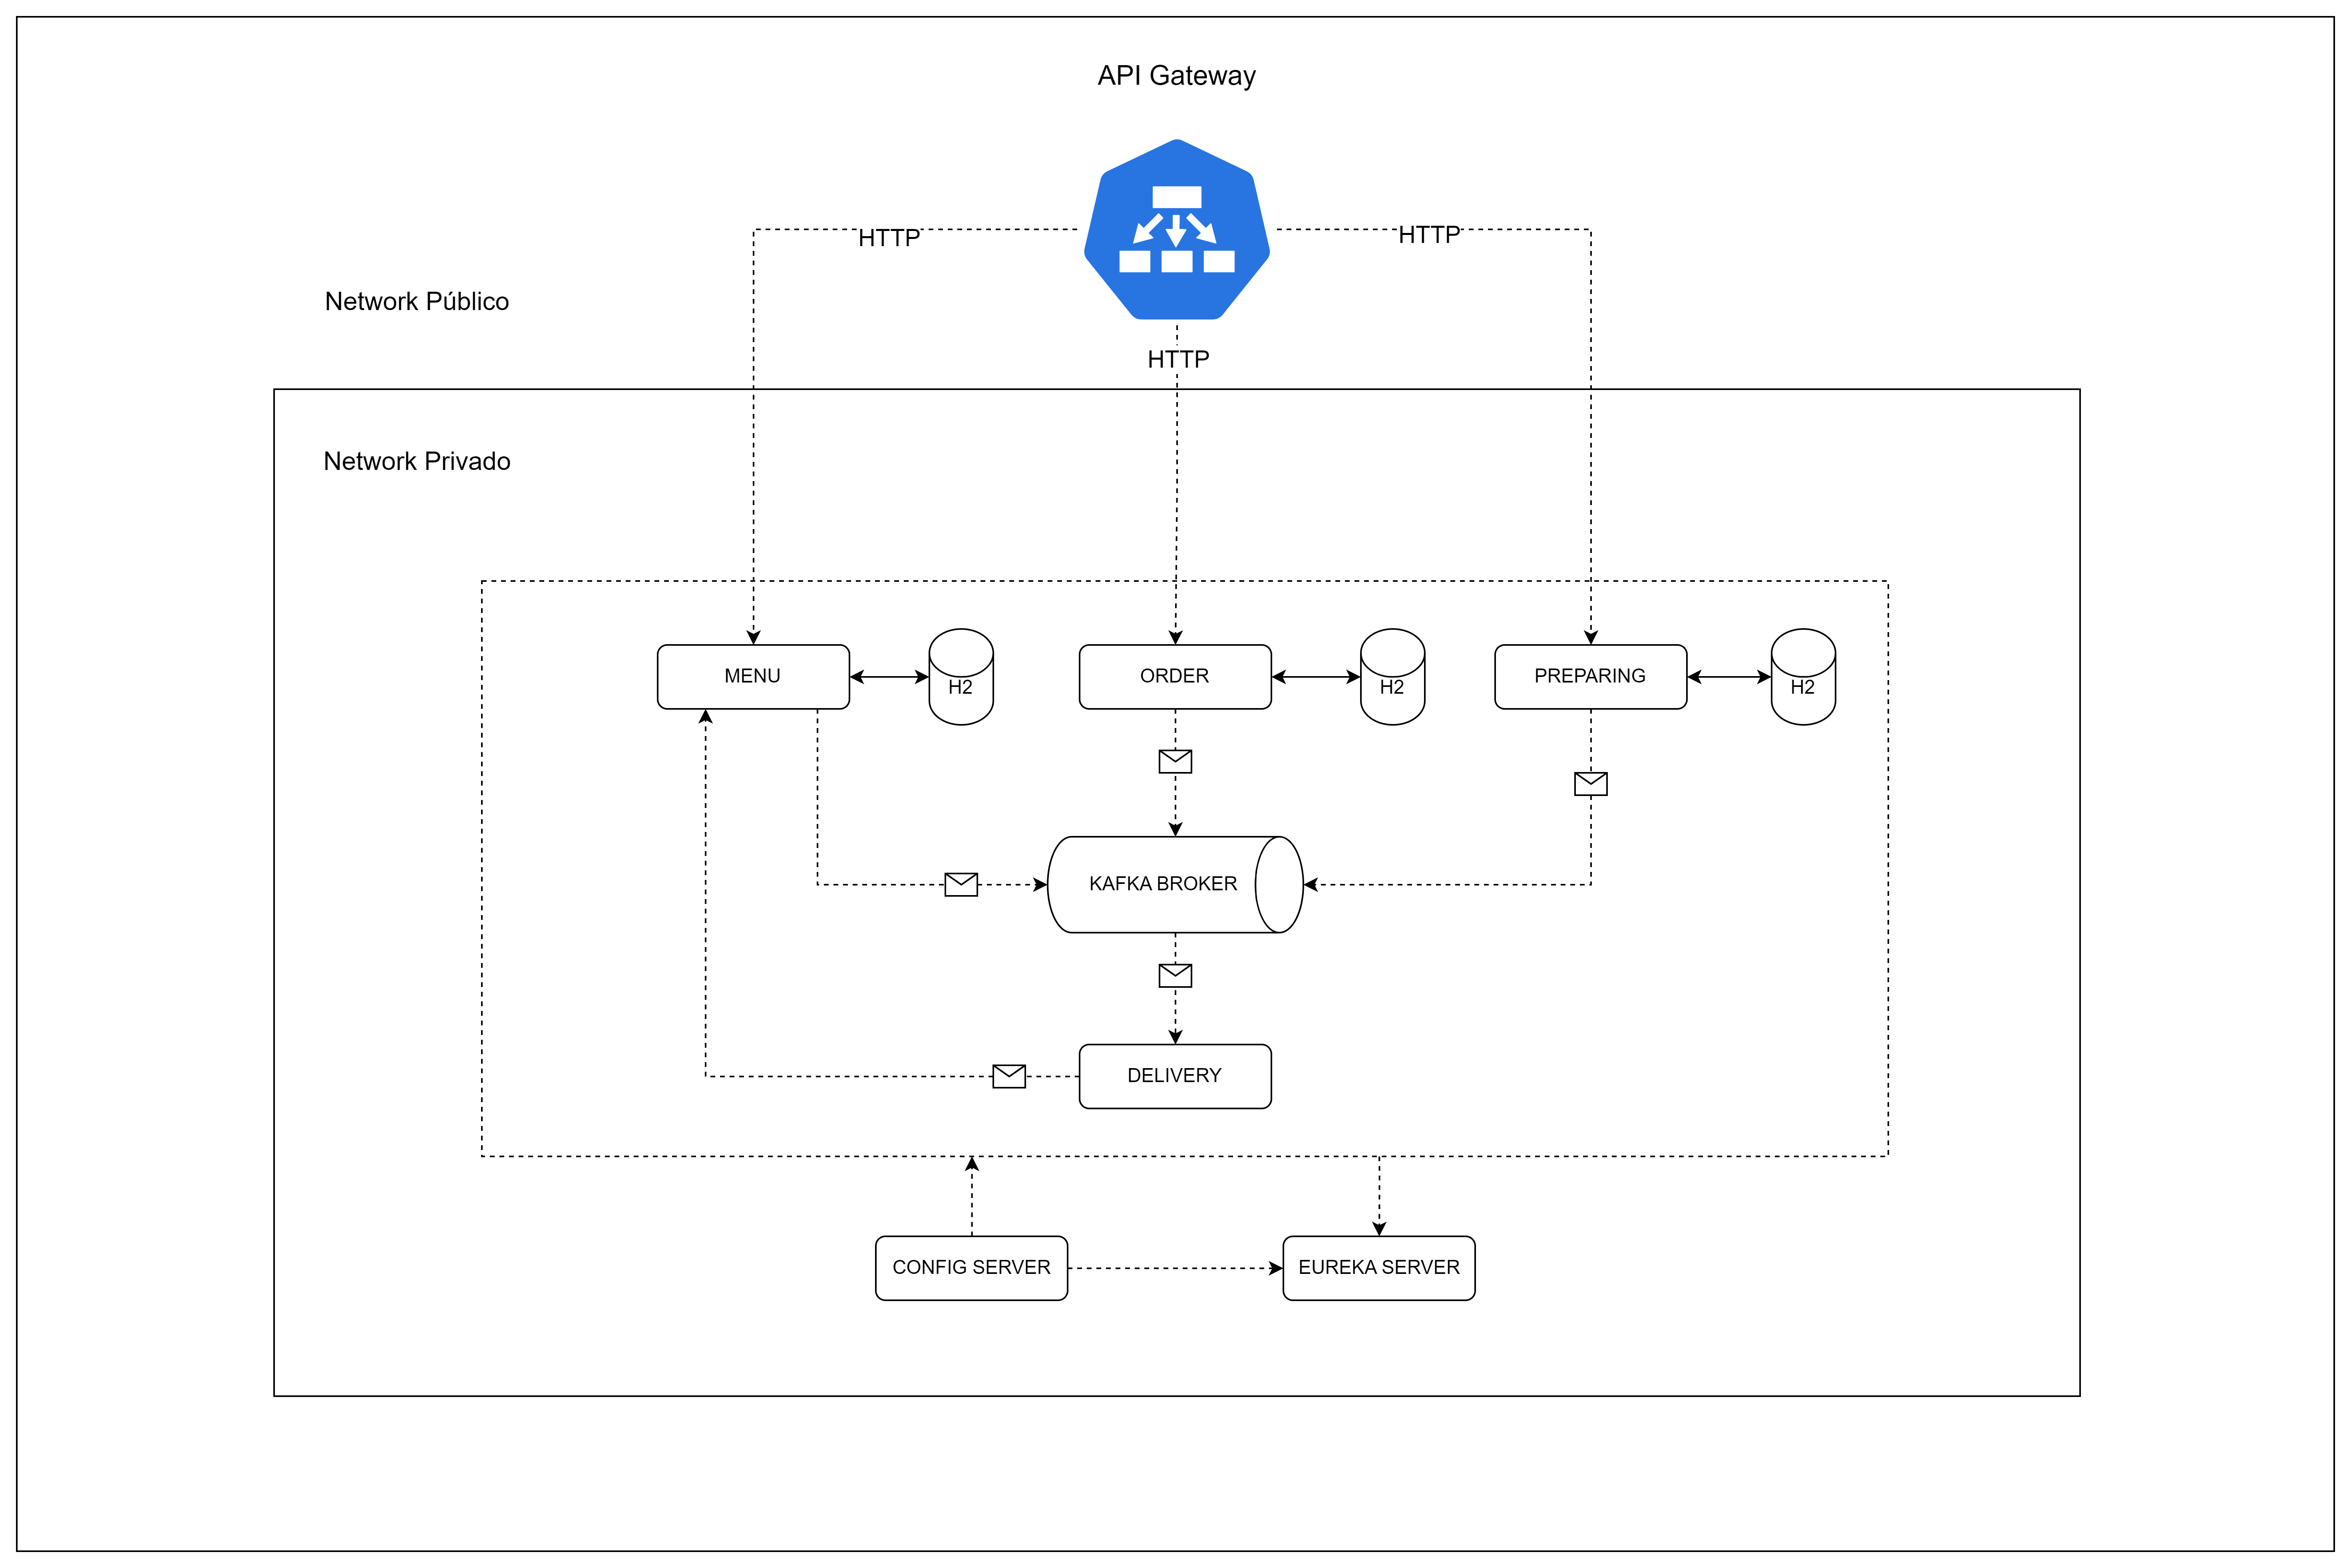 API Gateway
HTTP
HTTP
Network Público
HTTP
Network Privado
MENU
H2
ORDER
H2
PREPARING
H2
KAFKA BROKER
DELIVERY
CONFIG SERVER
EUREKA SERVER